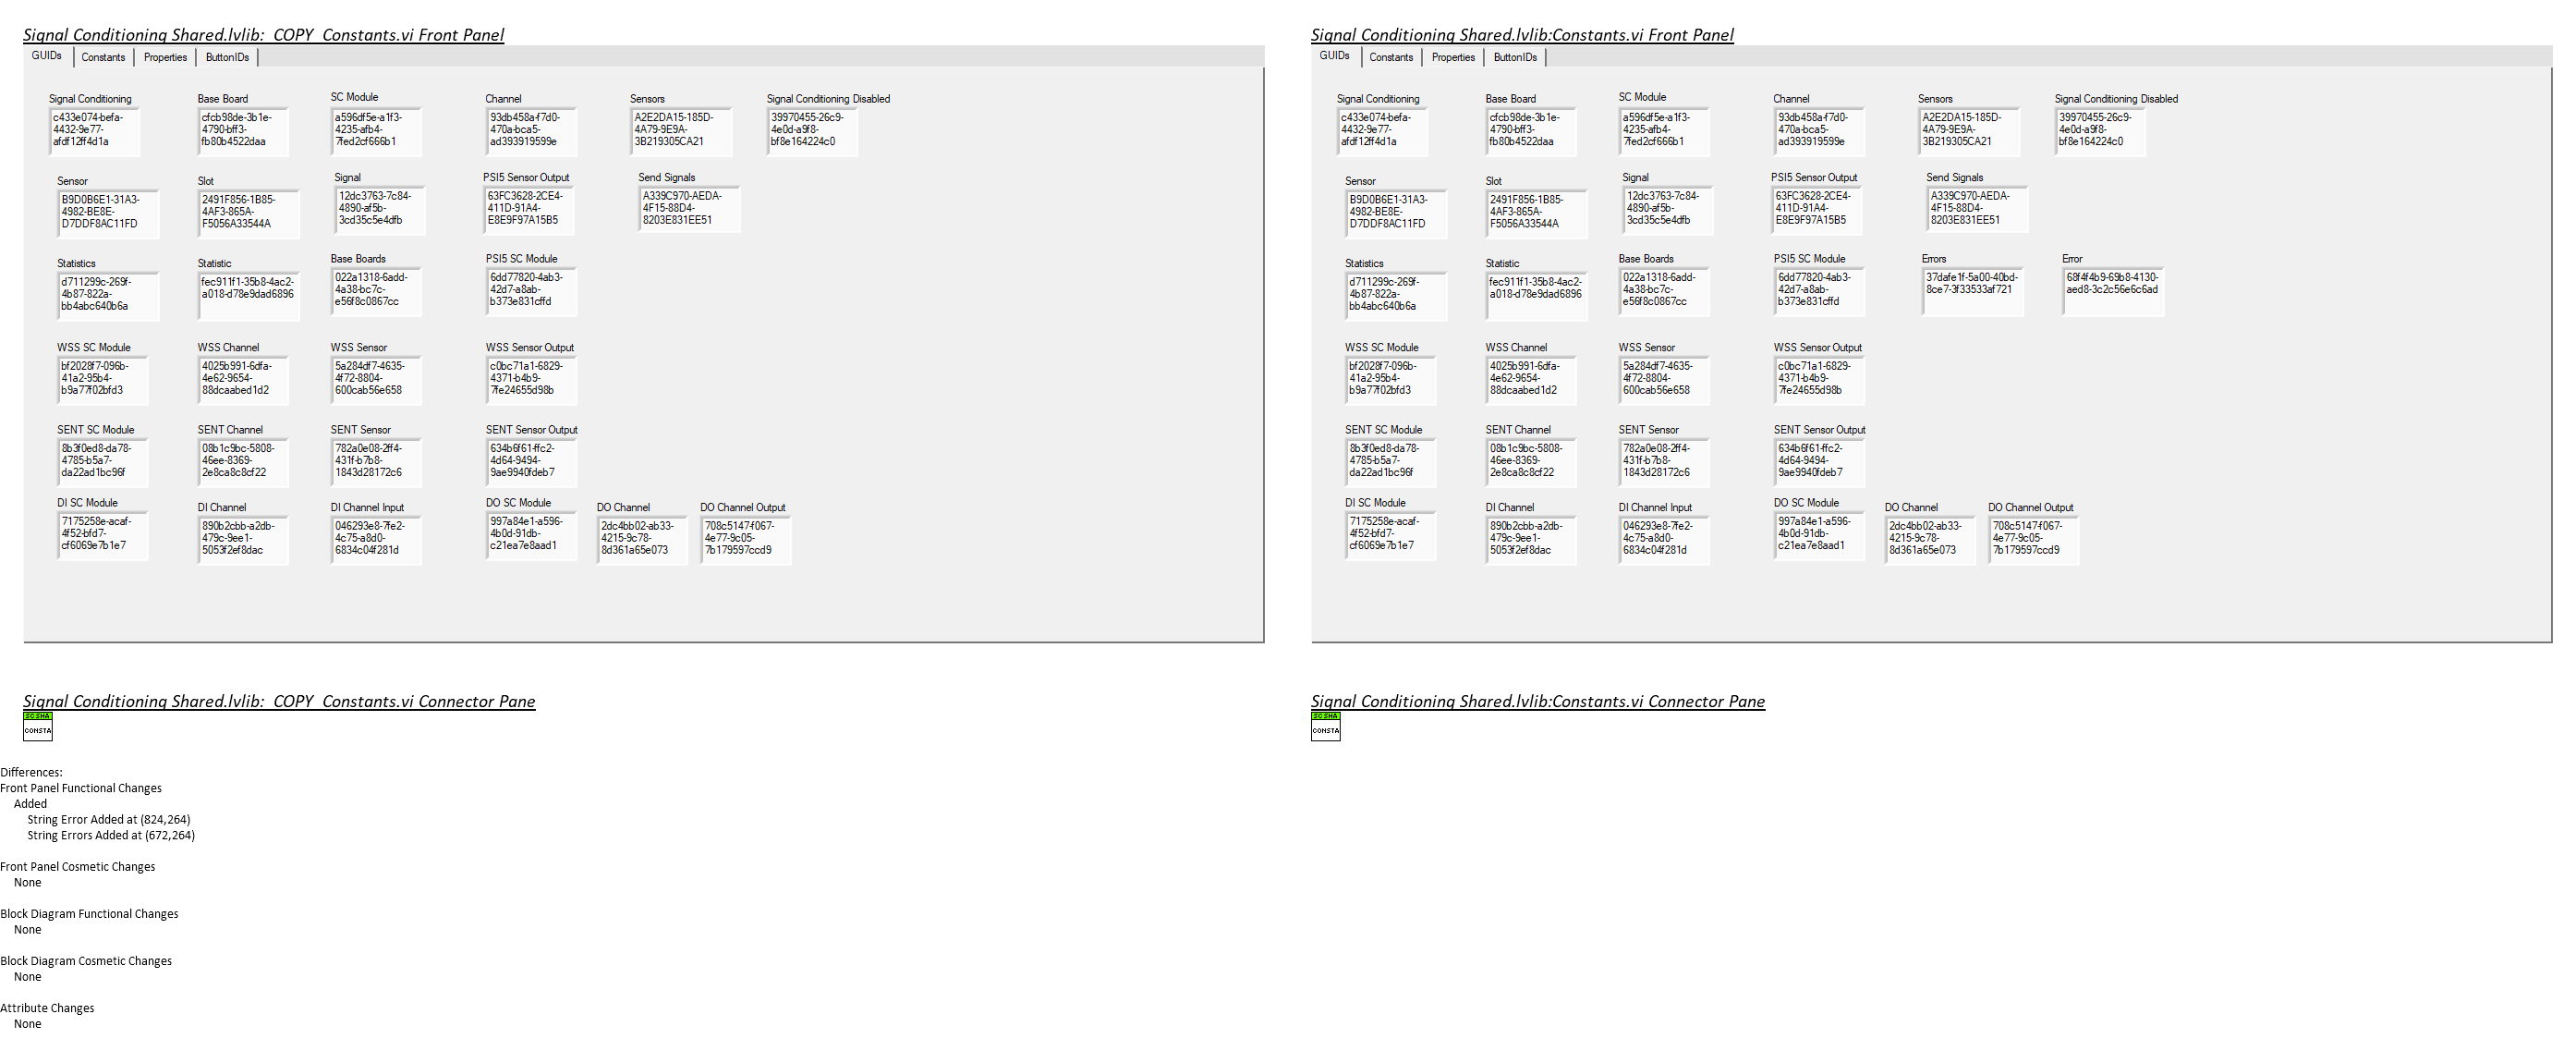 Signal Conditioning Shared.lvlib:_COPY_Constants.vi Front Panel
GUIDs Constants Properties ButtonIDs
Signal Conditioning Base Board SC Module Channel Sensors Signal Conditioning Disabled
c433e074-befa- cfcb98de-3b1e- a596df5e-a1f3- 93db458a-f7d0- A2E2DA15-185D- 39970455-26c9-
4432-9e77- 4790-bff3- 4235-afb4- 470a-bca5- 4A79-9E9A- 4e0d-a9f8-
afdf12ff4d1a fb80b4522daa 7fed2cf666b1 ad393919599e 3B219305CA21 bf8e164224c0
Sensor Slot Signal PSI5 Sensor Output Send Signals
B9D0B6E1-31A3- 2491F856-1B85- 12dc3763-7c84- 63FC3628-2CE4- A339C970-AEDA-
4982-BE8E- 4AF3-865A- 4890-af5b- 411D-91A4- 4F15-88D4-
D7DDF8AC11FD F5056A33544A 3cd35c5e4dfb E8E9F97A15B5 8203E831EE51
Statistics Statistic Base Boards PSI5 SC Module
d711299c-269f- fec911f1-35b8-4ac2- 022a1318-6add- 6dd77820-4ab3-
4b87-822a- a018-d78e9dad6896 4a38-bc7c- 42d7-a8ab-
bb4abc640b6a e56f8c0867cc b373e831cffd
WSS SC Module WSS Channel WSS Sensor WSS Sensor Output
bf2028f7-096b- 4025b991-6dfa- 5a284df7-4635- c0bc71a1-6829-
41a2-95b4- 4e62-9654- 4f72-8804- 4371-b4b9-
b9a77f02bfd3 88dcaabed1d2 600cab56e658 7fe24655d98b
SENT SC Module SENT Channel SENT Sensor SENT Sensor Output
8b3f0ed8-da78- 08b1c9bc-5808- 782a0e08-2ff4- 634b6f61-ffc2-
4785-b5a7- 46ee-8369- 431f-b7b8- 4d64-9494-
da22ad1bc96f 2e8ca8c8cf22 1843d28172c6 9ae9940fdeb7
DI SC Module DI Channel DI Channel Input DO SC Module DO Channel DO Channel Output
7175258e-acaf- 890b2cbb-a2db- 046293e8-7fe2- 997a84e1-a596- 2dc4bb02-ab33- 708c5147-f067-
4f52-bfd7- 479c-9ee1- 4c75-a8d0- 4b0d-91db- 4215-9c78- 4e77-9c05-
cf6069e7b1e7 5053f2ef8dac 6834c04f281d c21ea7e8aad1 8d361a65e073 7b179597ccd9
Signal Conditioning Shared.lvlib:Constants.vi Front Panel
GUIDs Constants Properties ButtonIDs
Signal Conditioning Base Board SC Module Channel Sensors Signal Conditioning Disabled
c433e074-befa- cfcb98de-3b1e- a596df5e-a1f3- 93db458a-f7d0- A2E2DA15-185D- 39970455-26c9-
4432-9e77- 4790-bff3- 4235-afb4- 470a-bca5- 4A79-9E9A- 4e0d-a9f8-
afdf12ff4d1a fb80b4522daa 7fed2cf666b1 ad393919599e 3B219305CA21 bf8e164224c0
Sensor Slot Signal PSI5 Sensor Output Send Signals
B9D0B6E1-31A3- 2491F856-1B85- 12dc3763-7c84- 63FC3628-2CE4- A339C970-AEDA-
4982-BE8E- 4AF3-865A- 4890-af5b- 411D-91A4- 4F15-88D4-
D7DDF8AC11FD F5056A33544A 3cd35c5e4dfb E8E9F97A15B5 8203E831EE51
Statistics Statistic Base Boards PSI5 SC Module Errors Error
d711299c-269f- fec911f1-35b8-4ac2- 022a1318-6add- 6dd77820-4ab3- 37dafe1f-5a00-40bd- 68f4f4b9-69b8-4130-
4b87-822a- a018-d78e9dad6896 4a38-bc7c- 42d7-a8ab- 8ce7-3f33533af721 aed8-3c2c56e6c6ad
bb4abc640b6a e56f8c0867cc b373e831cffd
WSS SC Module WSS Channel WSS Sensor WSS Sensor Output
bf2028f7-096b- 4025b991-6dfa- 5a284df7-4635- c0bc71a1-6829-
41a2-95b4- 4e62-9654- 4f72-8804- 4371-b4b9-
b9a77f02bfd3 88dcaabed1d2 600cab56e658 7fe24655d98b
SENT SC Module SENT Channel SENT Sensor SENT Sensor Output
8b3f0ed8-da78- 08b1c9bc-5808- 782a0e08-2ff4- 634b6f61-ffc2-
4785-b5a7- 46ee-8369- 431f-b7b8- 4d64-9494-
da22ad1bc96f 2e8ca8c8cf22 1843d28172c6 9ae9940fdeb7
DI SC Module DI Channel DI Channel Input DO SC Module DO Channel DO Channel Output
7175258e-acaf- 890b2cbb-a2db- 046293e8-7fe2- 997a84e1-a596- 2dc4bb02-ab33- 708c5147-f067-
4f52-bfd7- 479c-9ee1- 4c75-a8d0- 4b0d-91db- 4215-9c78- 4e77-9c05-
cf6069e7b1e7 5053f2ef8dac 6834c04f281d c21ea7e8aad1 8d361a65e073 7b179597ccd9
Signal Conditioning Shared.lvlib:_COPY_Constants.vi Connector Pane
SC SHA
CONSTA
Signal Conditioning Shared.lvlib:Constants.vi Connector Pane
SC SHA
CONSTA
Differences:
Front Panel Functional Changes
Added
String Error Added at (824,264)
String Errors Added at (672,264)
Front Panel Cosmetic Changes
None
Block Diagram Functional Changes
None
Block Diagram Cosmetic Changes
None
Attribute Changes
None